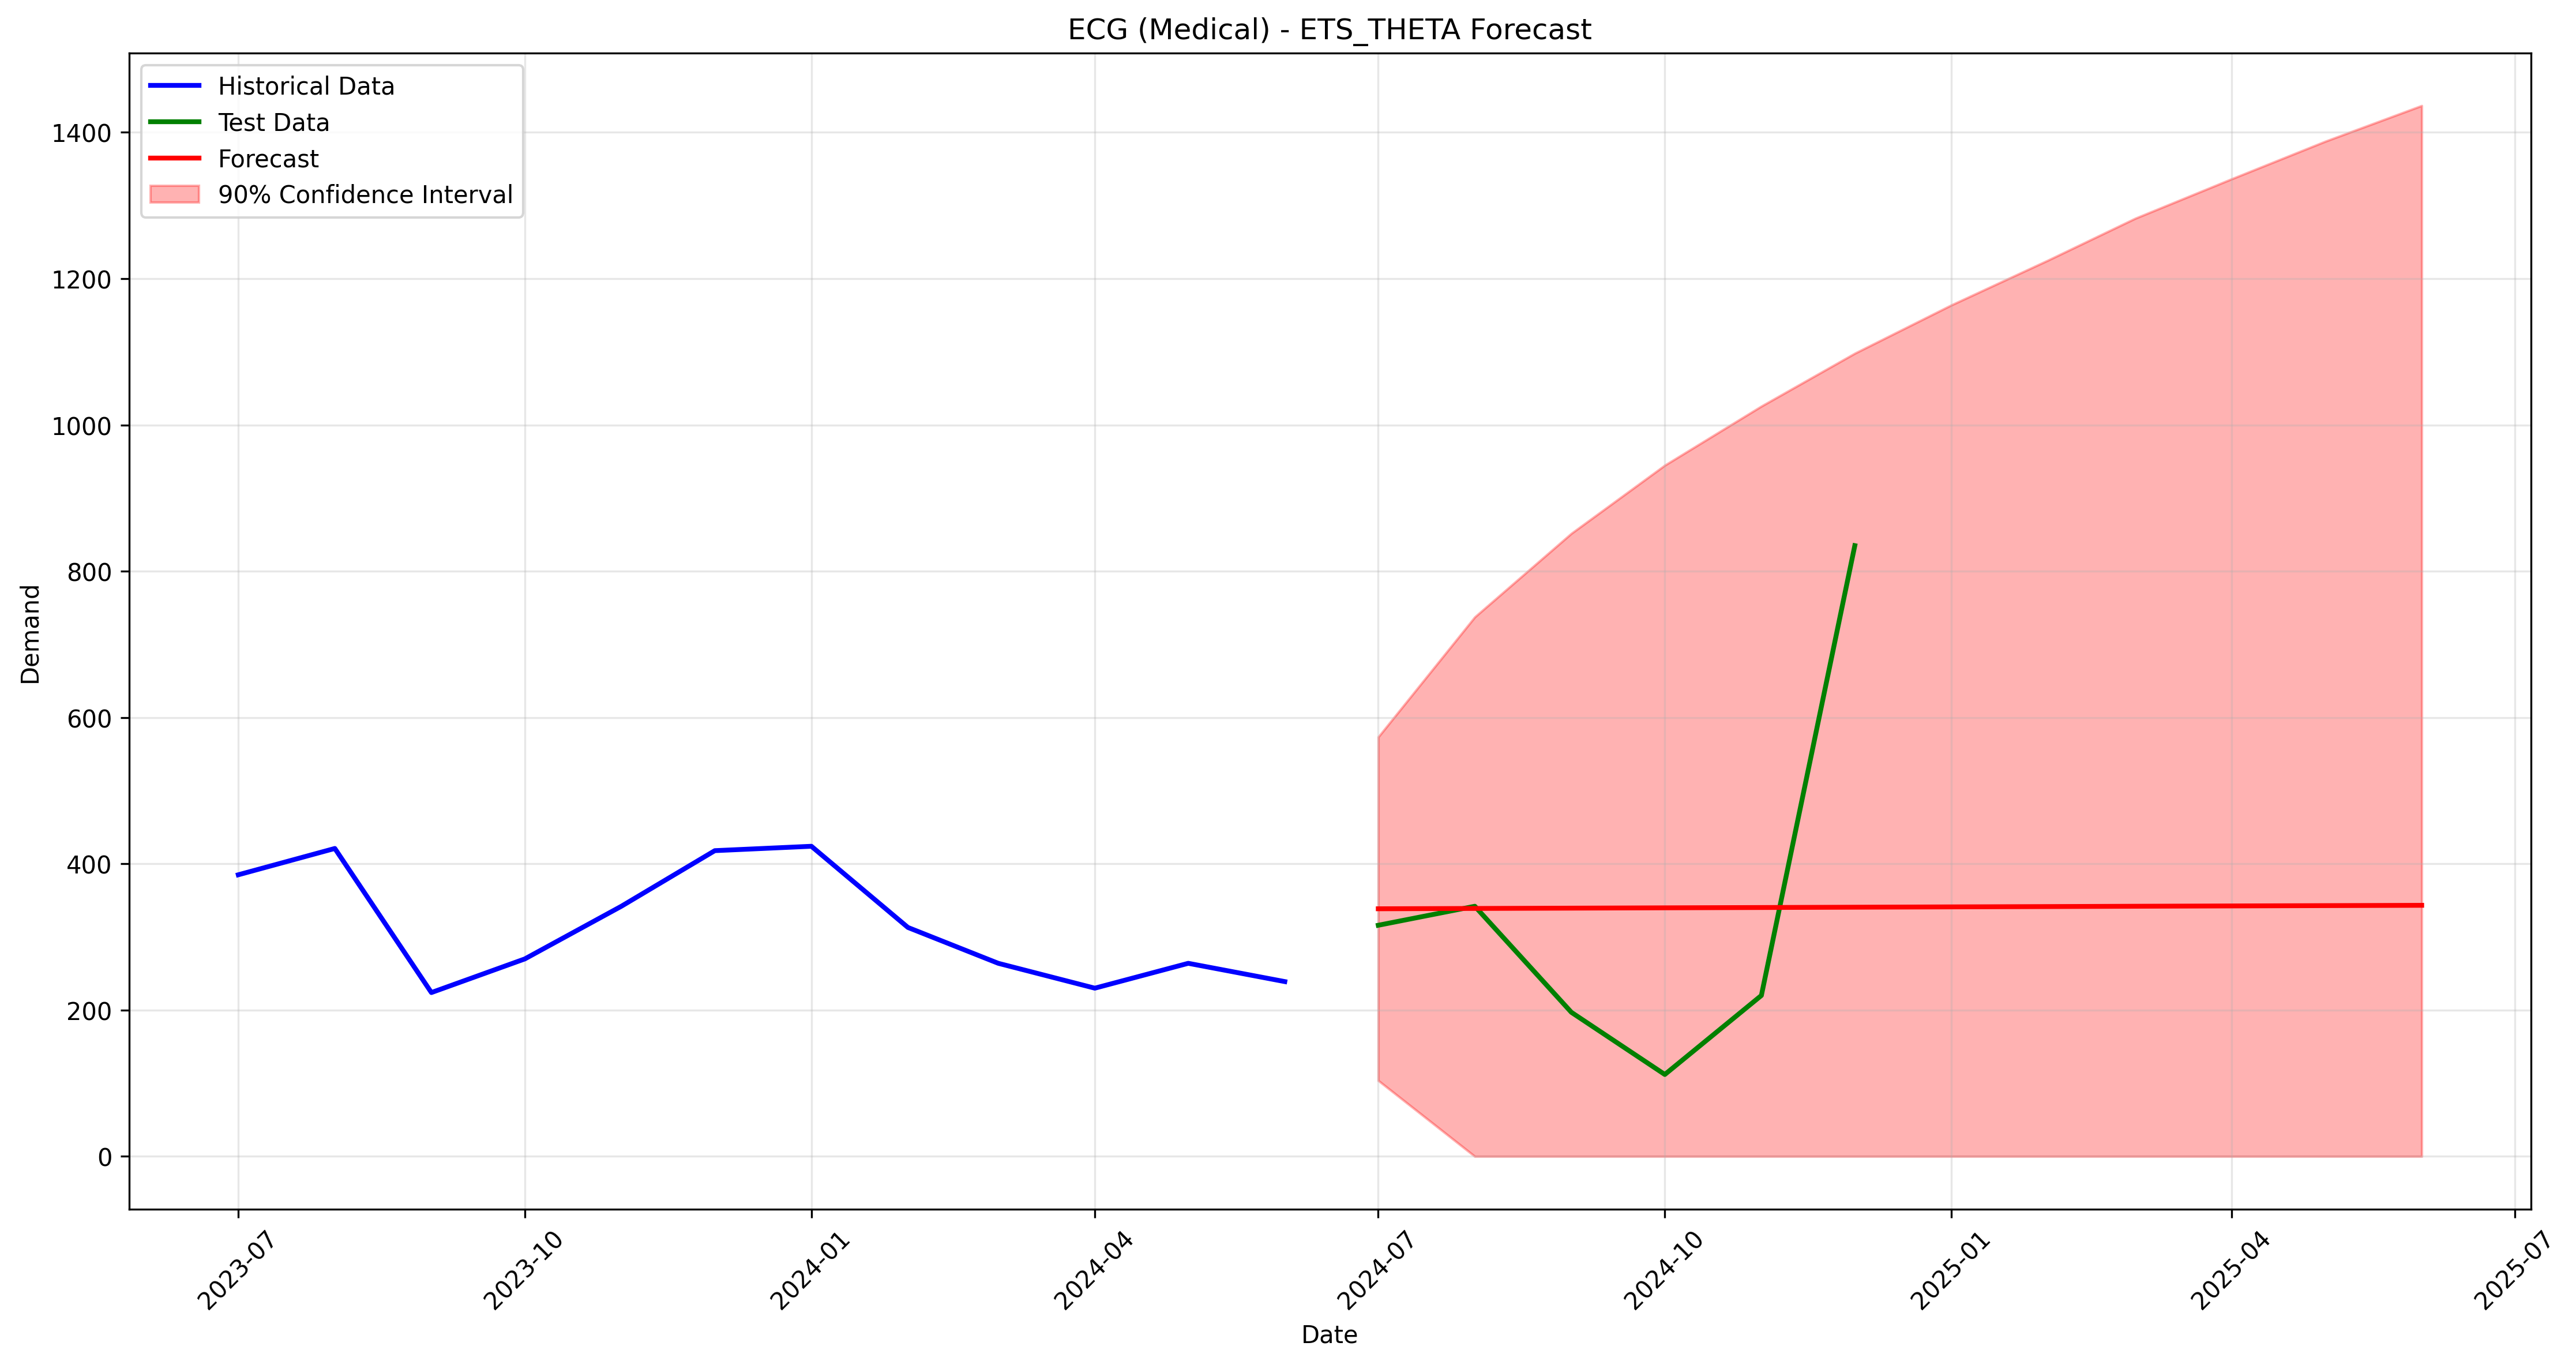 ECG (Medical) - ETS_THETA Forecast
Historical Data
Test Data
Forecast
90% Confidence Interval
Demand
1400
1200
1000
800
600
400
200
0
2023-07
2023-10
2024-01
2024-04
2024-07
2024-10
2025-01
2025-04
2025-07
Date